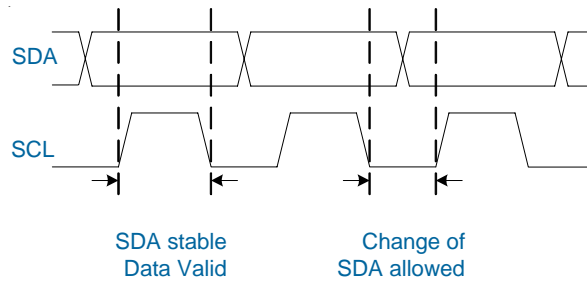 SDA
SCL
SDA stable
Data Valid
Change of
SDA allowed